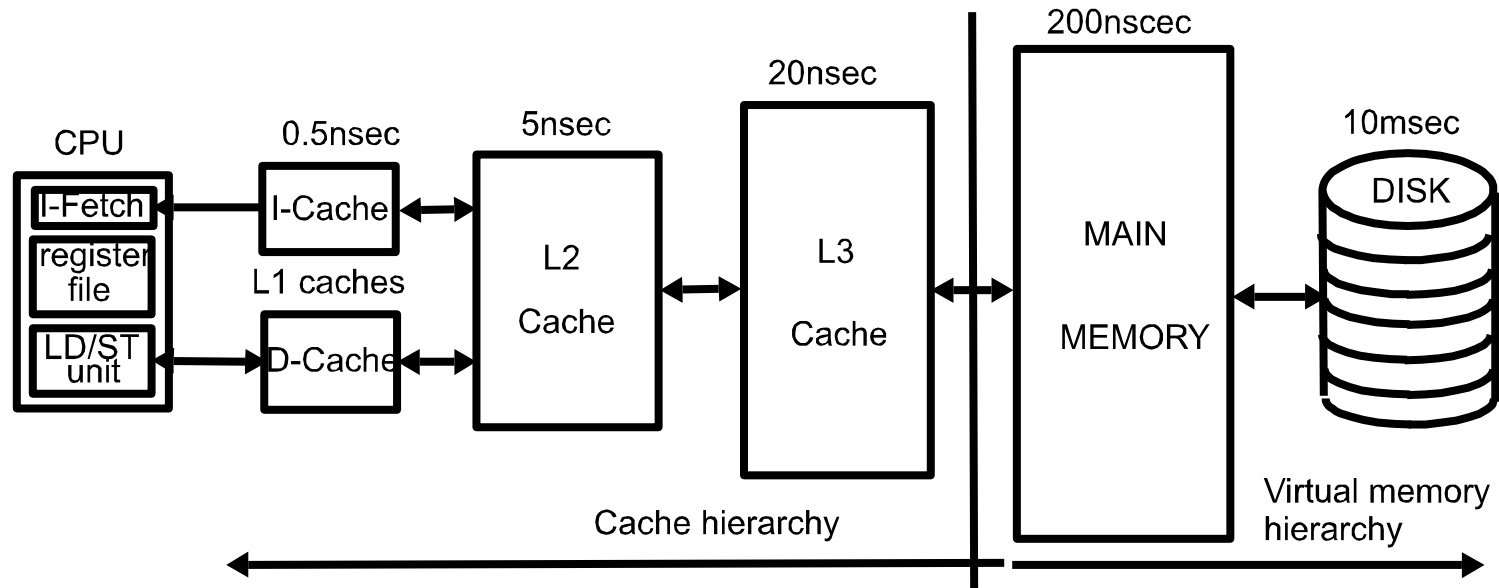 CPU
I-Fetch
register
file
LD/ST
unit
0.5nsec
I-Cache
L1 caches
D-Cache
5nsec
L2
Cache
20nsec
L3
Cache
200nscec
MAIN
MEMORY
10msec
DISK
Cache hierarchy
Virtual memory
hierarchy